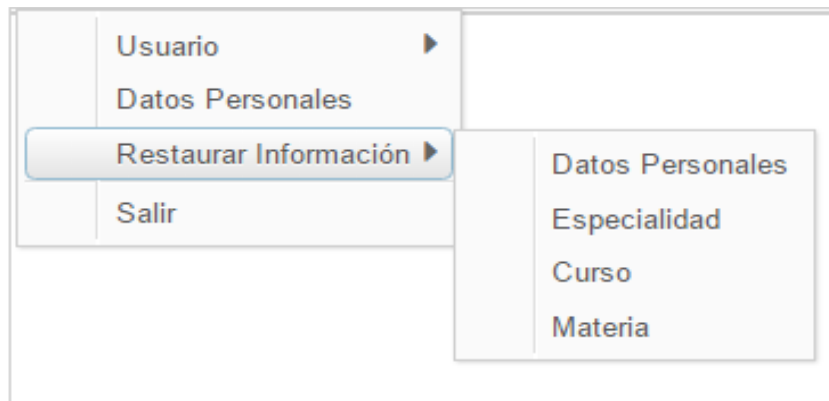 Usuario
Datos Personales
Restaurar Información
Salir
Datos Personales
Especialidad
Curso
Materia